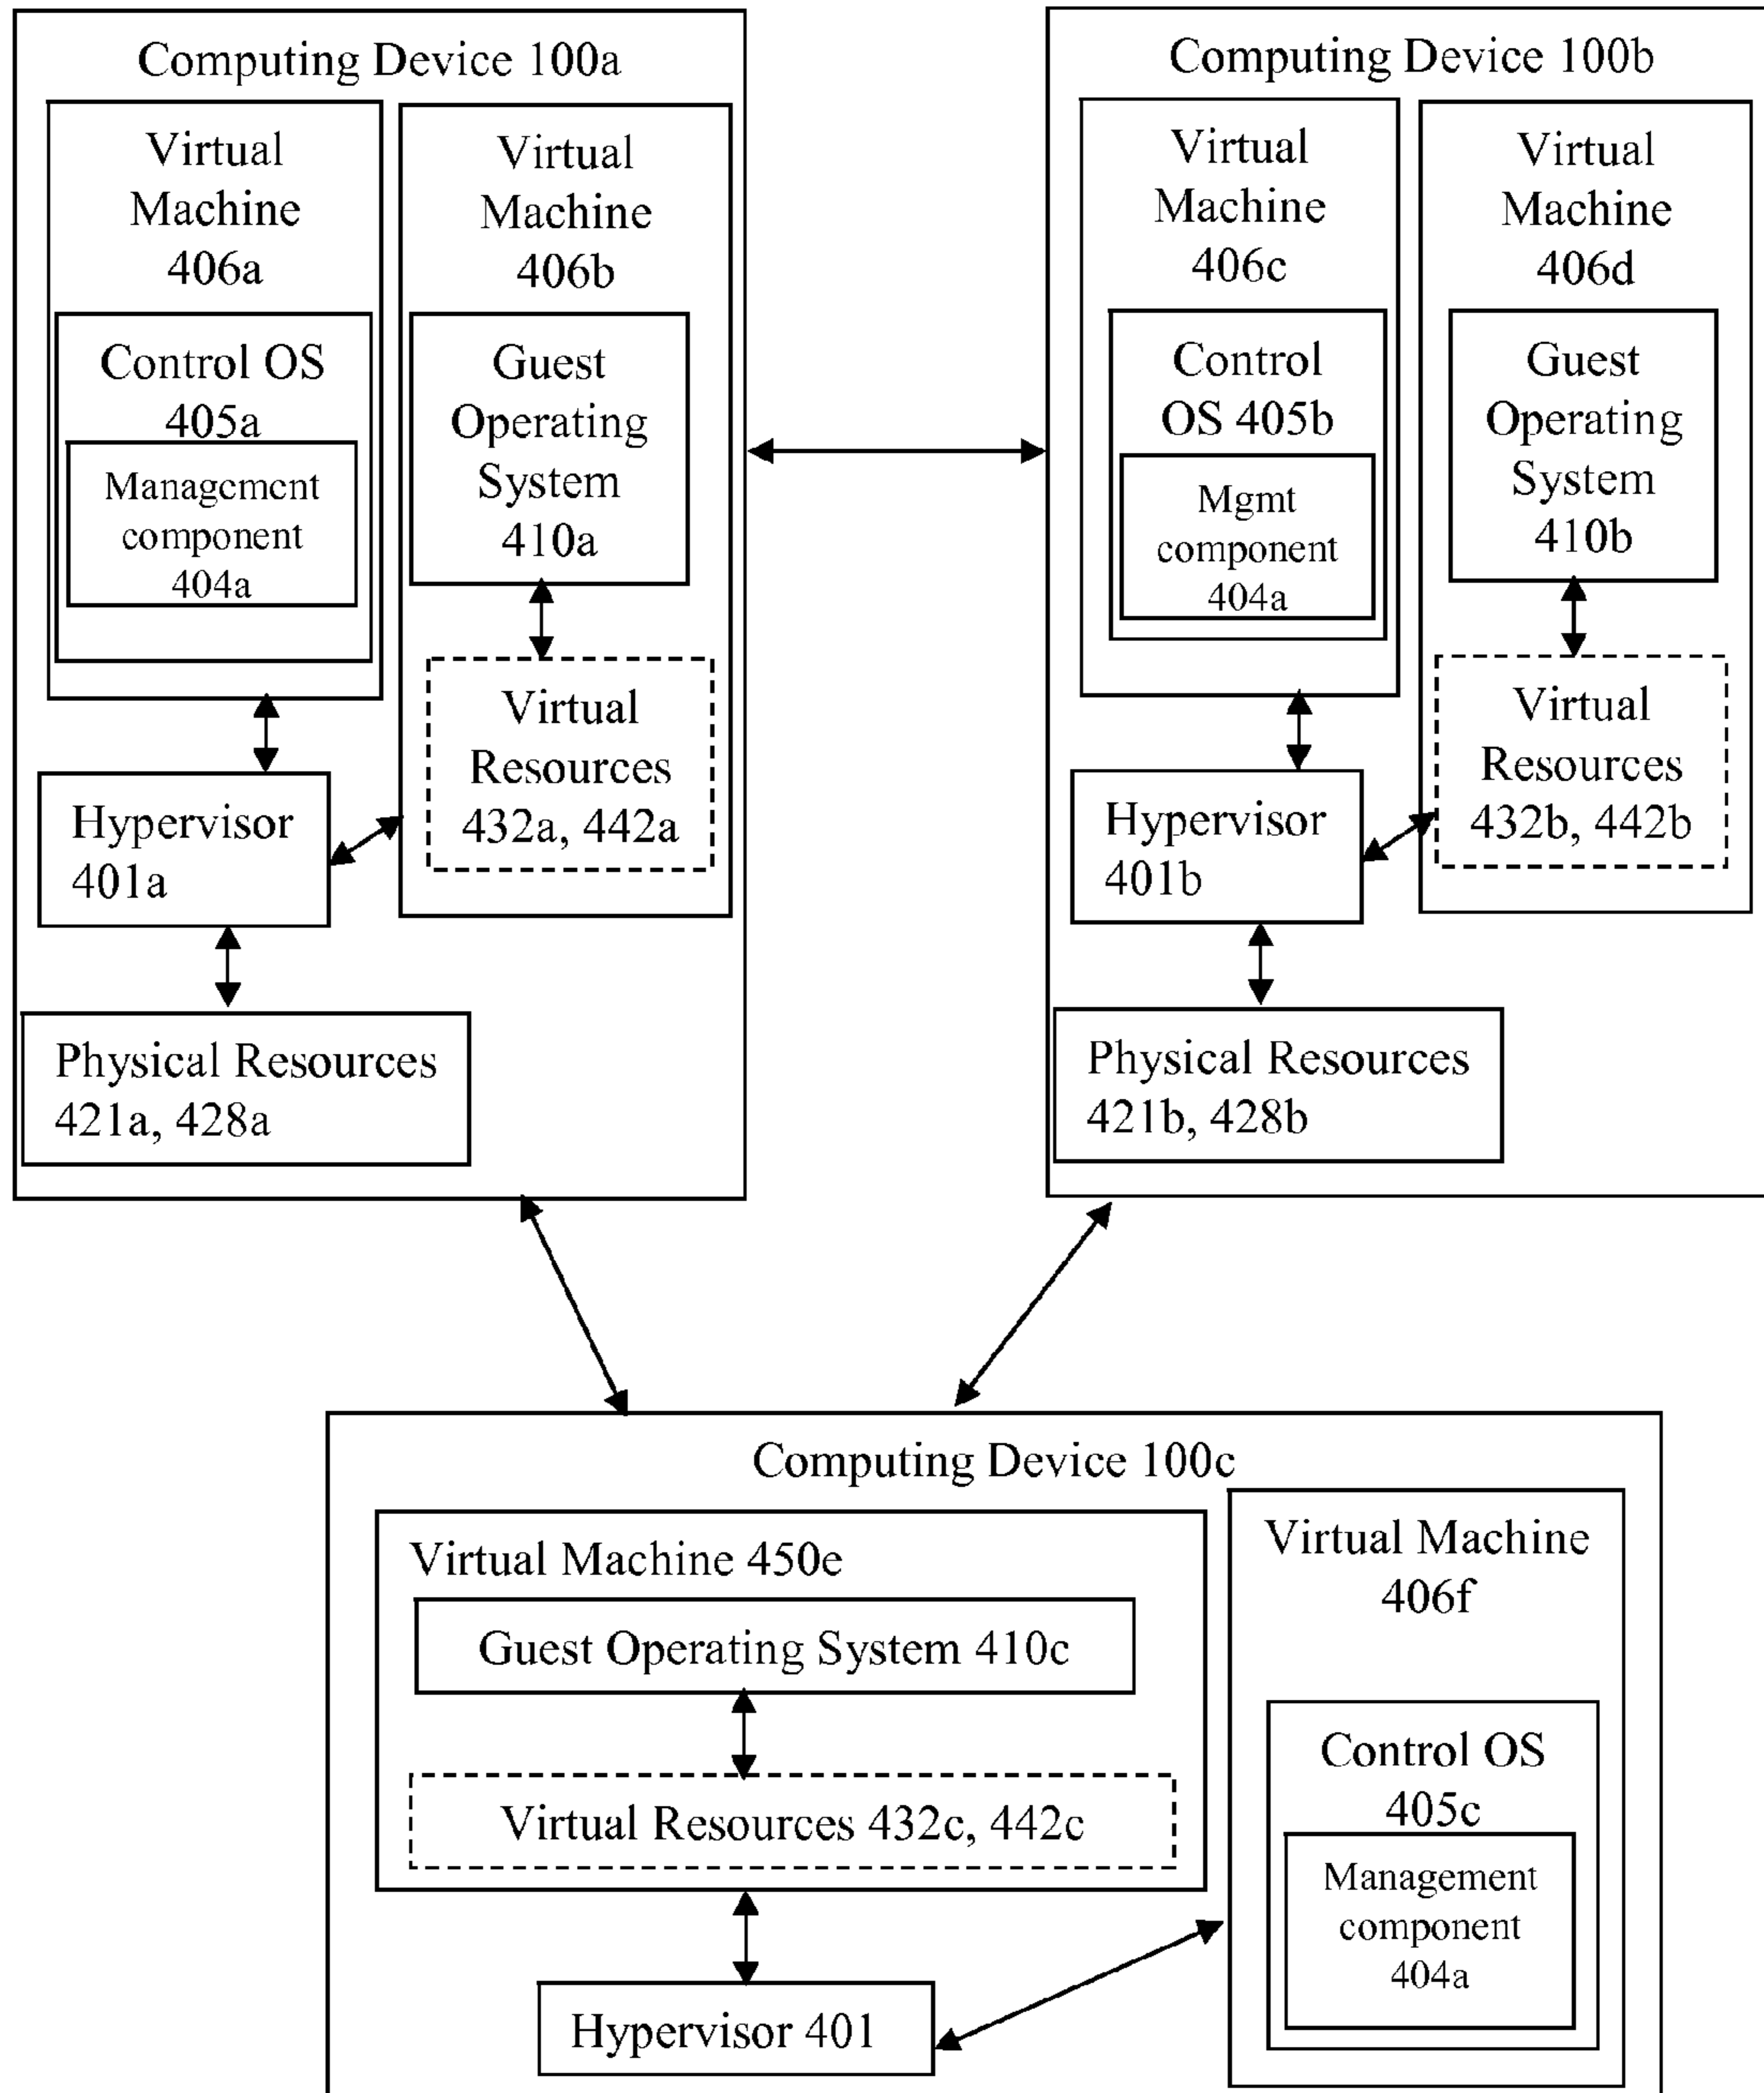 Computing Device 100a
Virtual
Machine
406a
Control OS
405a
Management
component
404a
Virtual
Machine
406b
Guest
Operating
System
410a
Virtual
Resources
432a, 442a
Hypervisor
401a
Physical Resources
421a, 428a
Computing Device 100b
Virtual
Machine
406c
Control
OS 405b
Mgmt
component
404a
Virtual
Machine
406d
Guest
Operating
System
410b
Virtual
Resources
432b, 442b
Hypervisor
401b
Physical Resources
421b, 428b
Computing Device 100c
Virtual Machine 450e
Guest Operating System 410c
Virtual Resources 432c, 442c
Hypervisor 401
Virtual Machine
406f
Control OS
405c
Management
component
404a